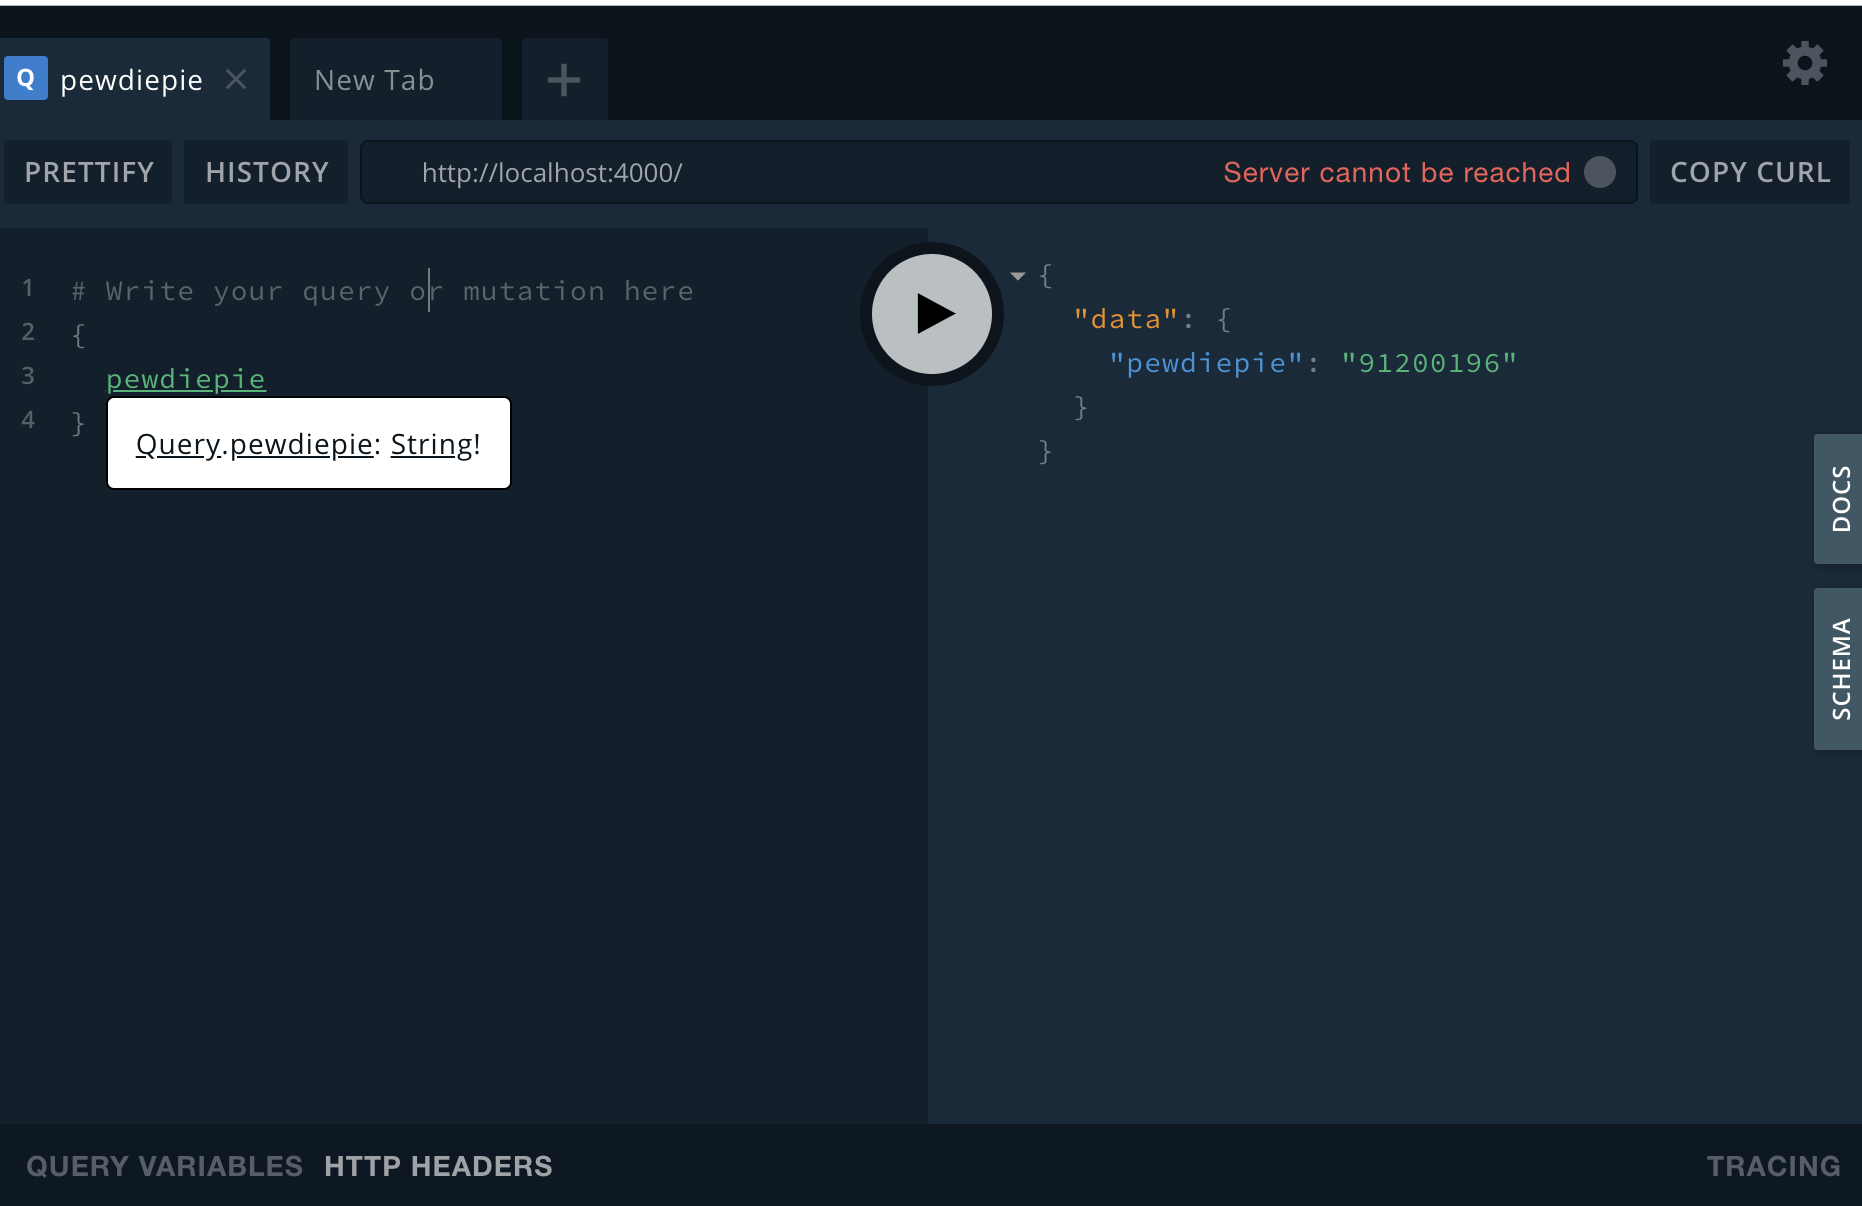 Q pewdiepie
New Tab
PRETTIFY
HISTORY
http://localhost:4000/
Server cannot be reached
COPY CURL
1 # Write your query or mutation here
2 {
3 pewdiepie
4 }
Query.pewdiepie: String!
{
"data": {
"pewdiepie": "91200196"
}
}
DOCS
SCHEMA
QUERY VARIABLES
HTTP HEADERS
TRACING